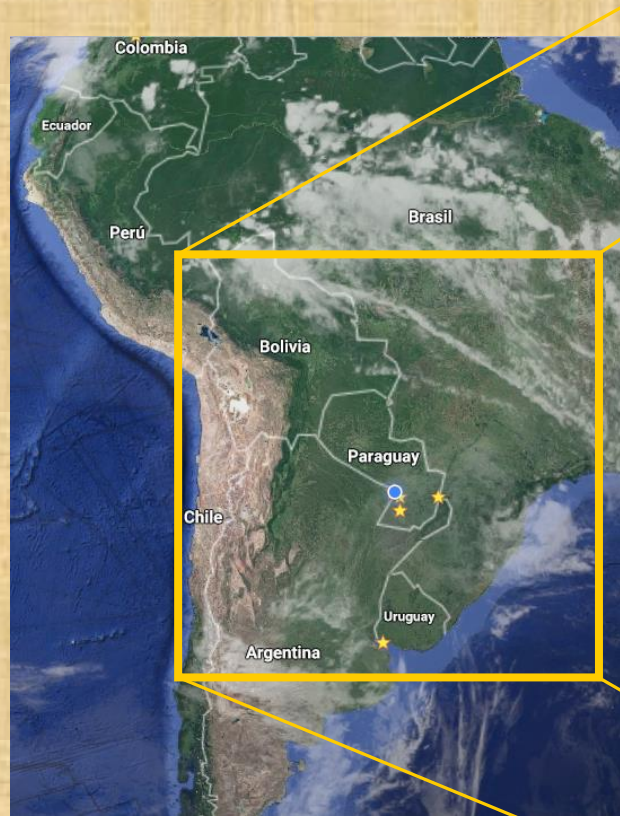 Colombia
Ecuador
Perú
Brasil
Bolivia
Paraguay
Chile
Uruguay
Argentina